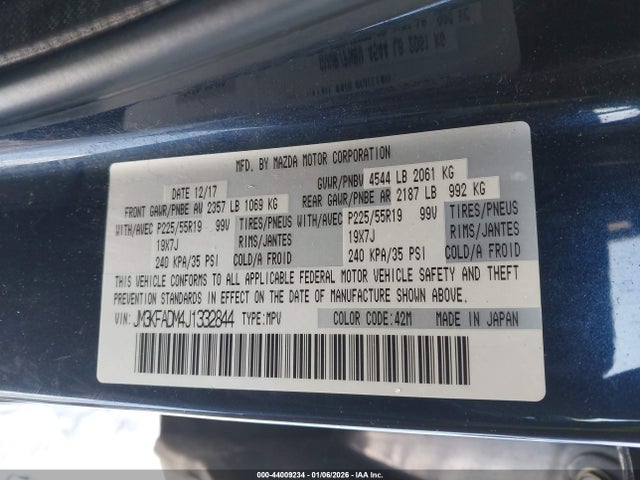 MFD. BY MAZDA MOTOR CORPORATION
DATE 12/17 GVWR/PNBV 4544 LB 2061 KG
FRONT GAWR/PNBE AV 2357 LB 1069 KG REAR GAWR/PNBE AR 2187 LB 992 KG
WITH/AVEC P225/55R19 99V TIRES/PNEUS WITH/AVEC P225/55R19 99V TIRES/PNEUS
19X7J RIMS/JANTES 19X7J RIMS/JANTES
240 KPA/35 PSI COLD/A FROID 240 KPA/35 PSI COLD/A FROID
THIS VEHICLE CONFORMS TO ALL APPLICABLE FEDERAL MOTOR VEHICLE SAFETY AND THEFT
PREVENTION STANDARDS IN EFFECT ON THE DATE OF MANUFACTURE SHOWN ABOVE.
VIN: JM3KFADM4J1332844 TYPE:MPV COLOR CODE:42M MADE IN JAPAN
000-44009234 - 01/06/2026 - IAA Inc.